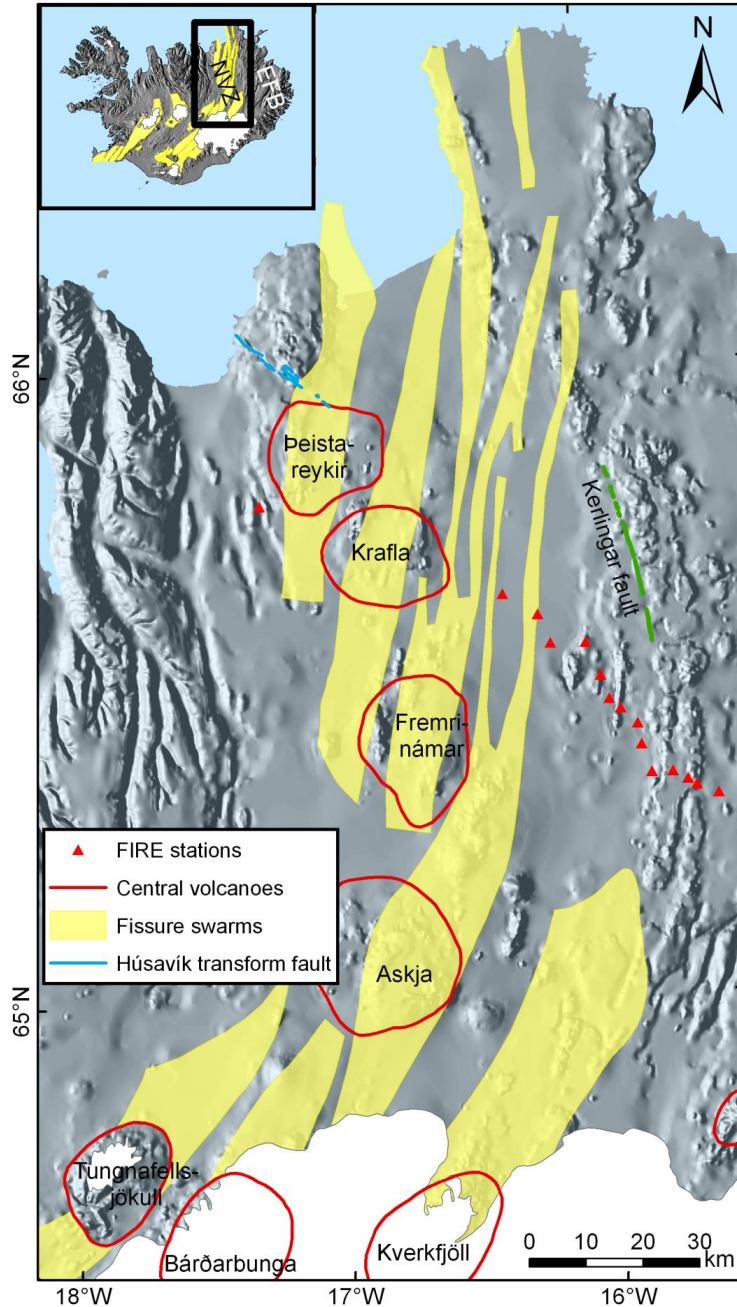 NVZ
EFB
N
66°N
65°N
Þeista-
reykir
Krafla
Kerlingar fault
Fremri-
námar
FIRE stations
Central volcanoes
Fissure swarms
Húsavík transform fault
Askja
Tungnafells-
jökull
Bárðarbunga
Kverkfjöll
0 10 20 30
km
18°W 17°W 16°W